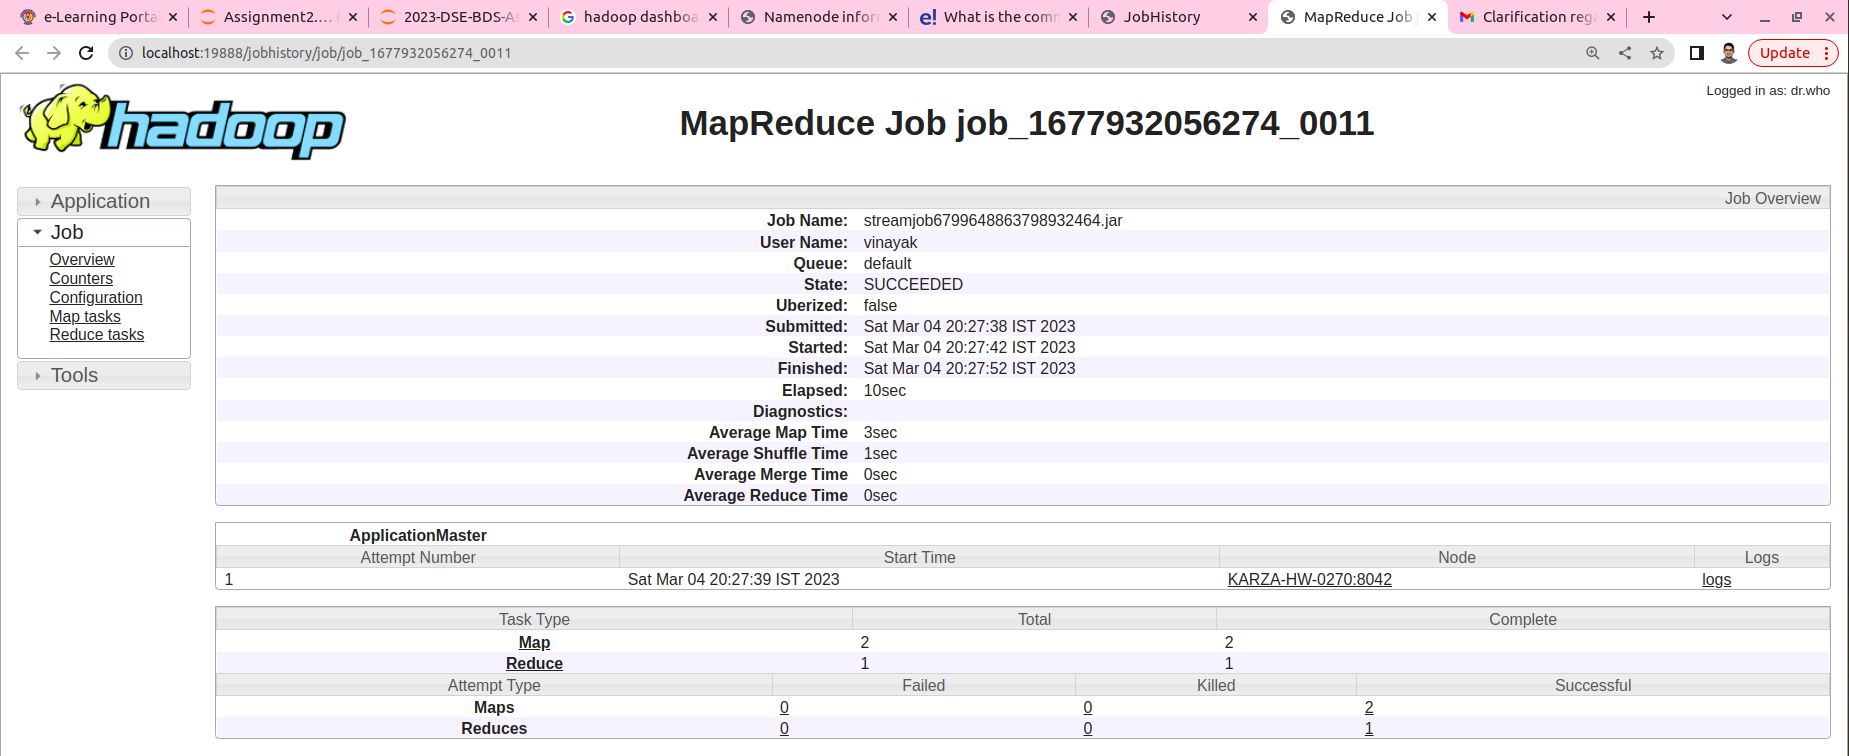 e-Learning Porta
Assignment2....
2023-DSE-BDS-As
hadoop dashboa
Namenode infor
e! What is the comm
JobHistory
MapReduce Job j
Clarification rega
localhost:19888/jobhistory/job/job_1677932056274_0011
Update
Logged in as: dr.who
hadoop
MapReduce Job job_1677932056274_0011
Application
Job
Overview
Counters
Configuration
Map tasks
Reduce tasks
Tools
Job Overview
Job Name: streamjob6799648863798932464.jar
User Name: vinayak
Queue: default
State: SUCCEEDED
Uberized: false
Submitted: Sat Mar 04 20:27:38 IST 2023
Started: Sat Mar 04 20:27:42 IST 2023
Finished: Sat Mar 04 20:27:52 IST 2023
Elapsed: 10sec
Diagnostics:
Average Map Time 3sec
Average Shuffle Time 1sec
Average Merge Time 0sec
Average Reduce Time 0sec
ApplicationMaster
Attempt Number Start Time Node Logs
1 Sat Mar 04 20:27:39 IST 2023 KARZA-HW-0270:8042 logs
Task Type Total Complete
Map 2 2
Reduce 1 1
Attempt Type Failed Killed Successful
Maps 0 0 2
Reduces 0 0 1